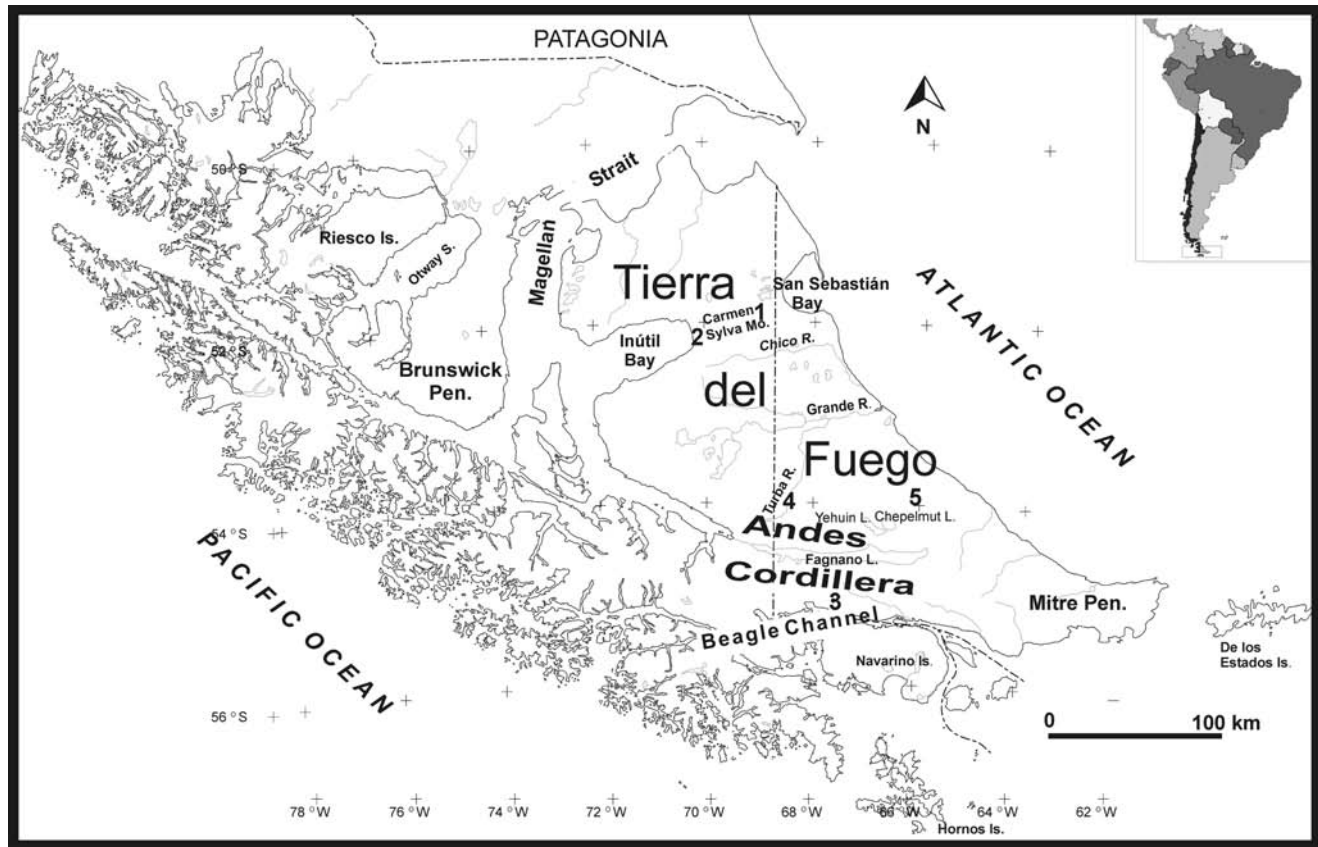 PATAGONIA
N
Strait
50 ° S
Riesco Is.
Otway S.
Magellan
Tierra
San Sebastián
Bay
ATLANTIC OCEAN
Carmen
Sylva Mo.
1
2
Inútil
Bay
Chico R.
52 ° S
Brunswick
Pen.
del
Grande R.
Fuego
Turba R.
4
5
Yehuin L.
Chepelmut L.
54 ° S
Andes
Fagnano L.
Cordillera
3
Mitre Pen.
PACIFIC OCEAN
Beagle Channel
De los
Estados Is.
Navarino Is.
56 ° S
0
100 km
78 ° W
76 ° W
74 ° W
72 ° W
70 ° W
68 ° W
66 ° W
64 ° W
62 ° W
Hornos Is.